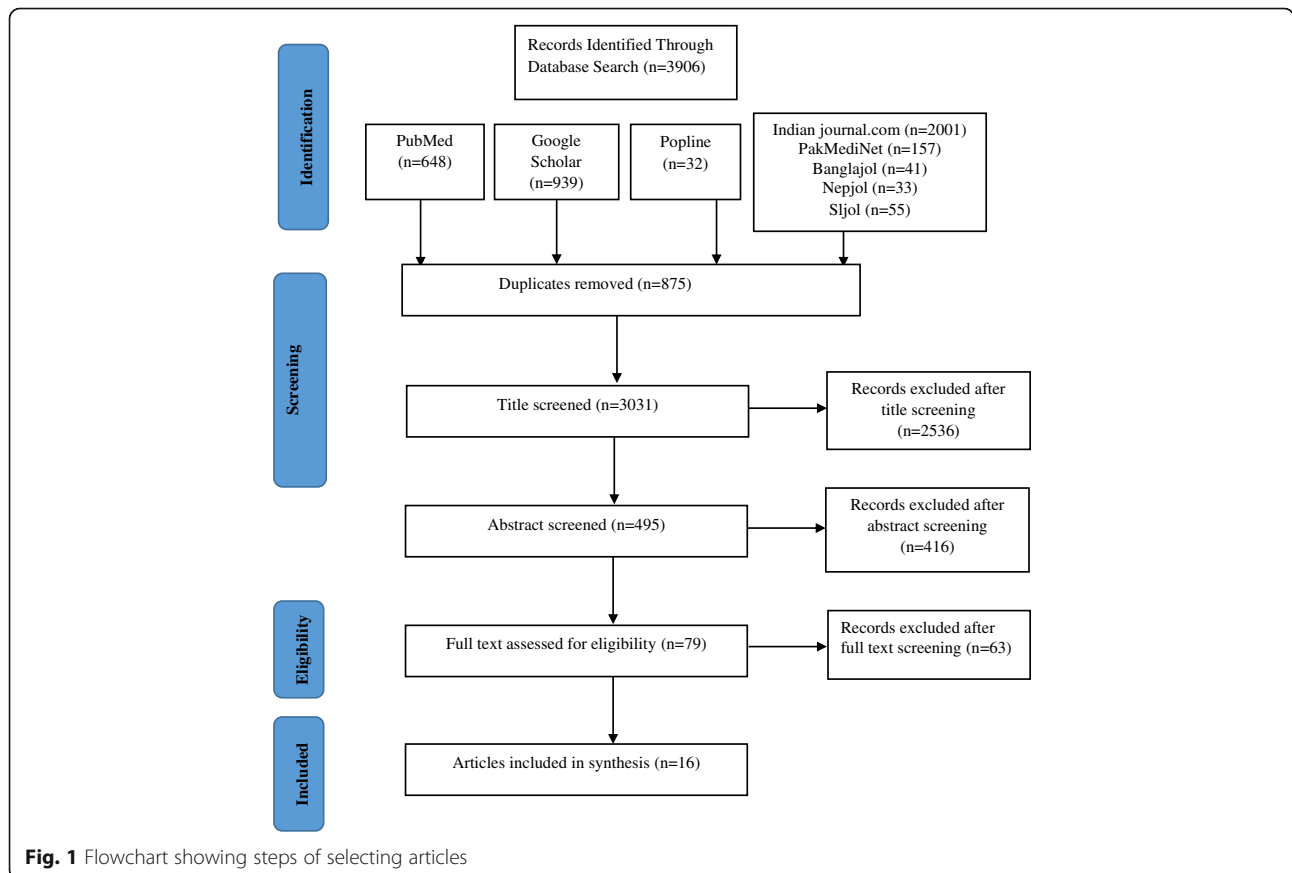 Identification
Records Identified Through
Database Search (n=3906)
PubMed
(n=648)
Google
Scholar
(n=939)
Popline
(n=32)
Indian journal.com (n=2001)
PakMediNet (n=157)
Banglajol (n=41)
Nepjol (n=33)
Sljol (n=55)
Screening
Duplicates removed (n=875)
Title screened (n=3031)
Records excluded after
title screening
(n=2536)
Abstract screened (n=495)
Records excluded after
abstract screening
(n=416)
Eligibility
Full text assessed for eligibility (n=79)
Records excluded after
full text screening (n=63)
Included
Articles included in synthesis (n=16)
Fig. 1 Flowchart showing steps of selecting articles